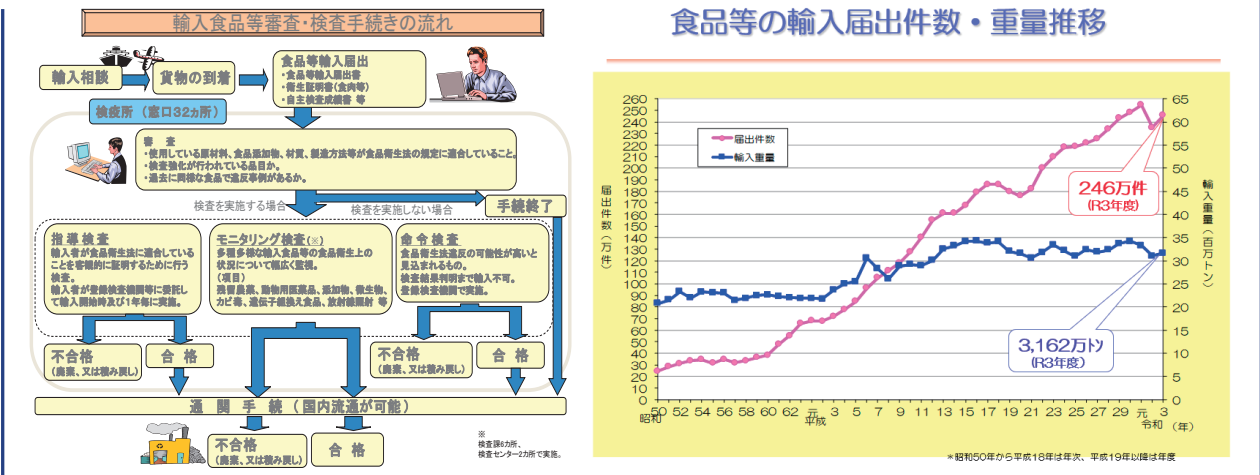 輸入食品等審査・検査手続きの流れ
輸入相談
貨物の到着
食品等輸入届出
・食品等輸入届出書
・衛生証明書(食肉等)
・自主検査成績書 等
検疫所（窓口32ヵ所）
審　査
・使用している原材料、食品添加物、材質、製造方法等が食品衛生法の規定に適合していること。
・検査強化が行われている品目か。
・過去に同様な食品で違反事例があるか。
検査を実施する場合
検査を実施しない場合
手続終了
指導検査
輸入者が食品衛生法に適合している
ことを客観的に証明するために行う
検査。
輸入者が登録検査機関等に委託し
て輸入開始時及び1年毎に実施。
モニタリング検査(※)
多種多様な輸入食品等の食品衛生上の
状況について幅広く監視。
(項目)
残留農薬、動物用医薬品、添加物、微生物、
カビ毒、遺伝子組換え食品、放射線照射 等
命令検査
食品衛生法違反の可能性が高いと
見込まれるもの。
検査結果判明まで輸入不可。
登録検査機関で実施。
不合格
(廃棄、又は積み戻し)
合 格
不合格
(廃棄、又は積み戻し)
合 格
通 関 手 続（国内流通が可能）
不合格
(廃棄、又は積み戻し)
合 格
※
検査課6カ所、
検査センター2カ所で実施。
食品等の輸入届出件数・重量推移
届出件数（万件）
260
250
240
230
220
210
200
190
180
170
160
150
140
130
120
110
100
90
80
70
60
50
40
30
20
10
0
届出件数
輸入重量
246万件
(R3年度)
3,162万トン
(R3年度)
65
60
55
50
45
40
35
30
25
20
15
10
5
0
輸入重量（百万トン）
50 52 54 56 58 60 62 元 3 5 7 9 11 13 15 17 19 21 23 25 27 29 元 3
昭和 平成 令和 （年）
＊昭和50年から平成18年は年次、平成19年以降は年度